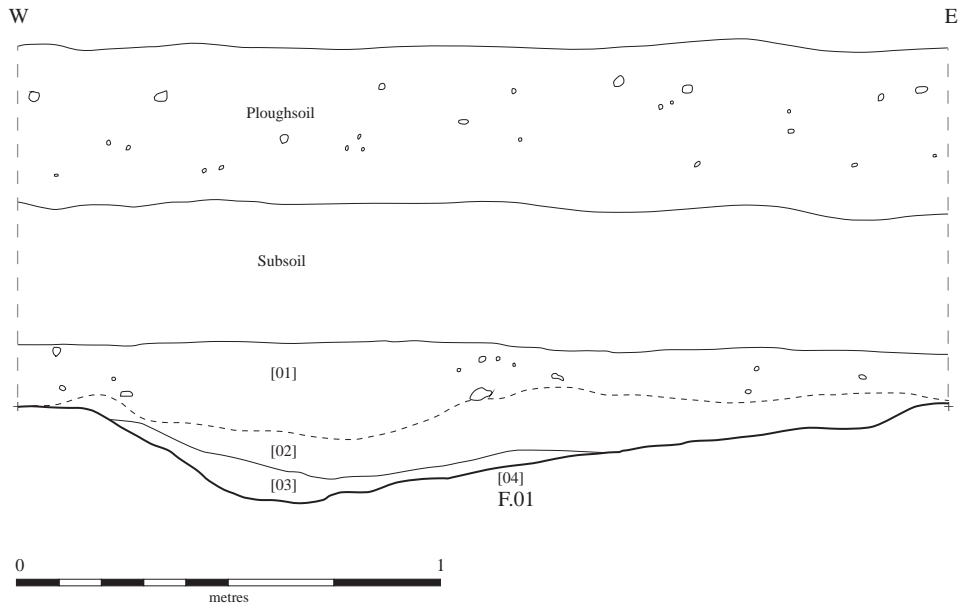 W E
Ploughsoil
Subsoil
[01]
[02]
[03] [04]
F.01
0 1
metres